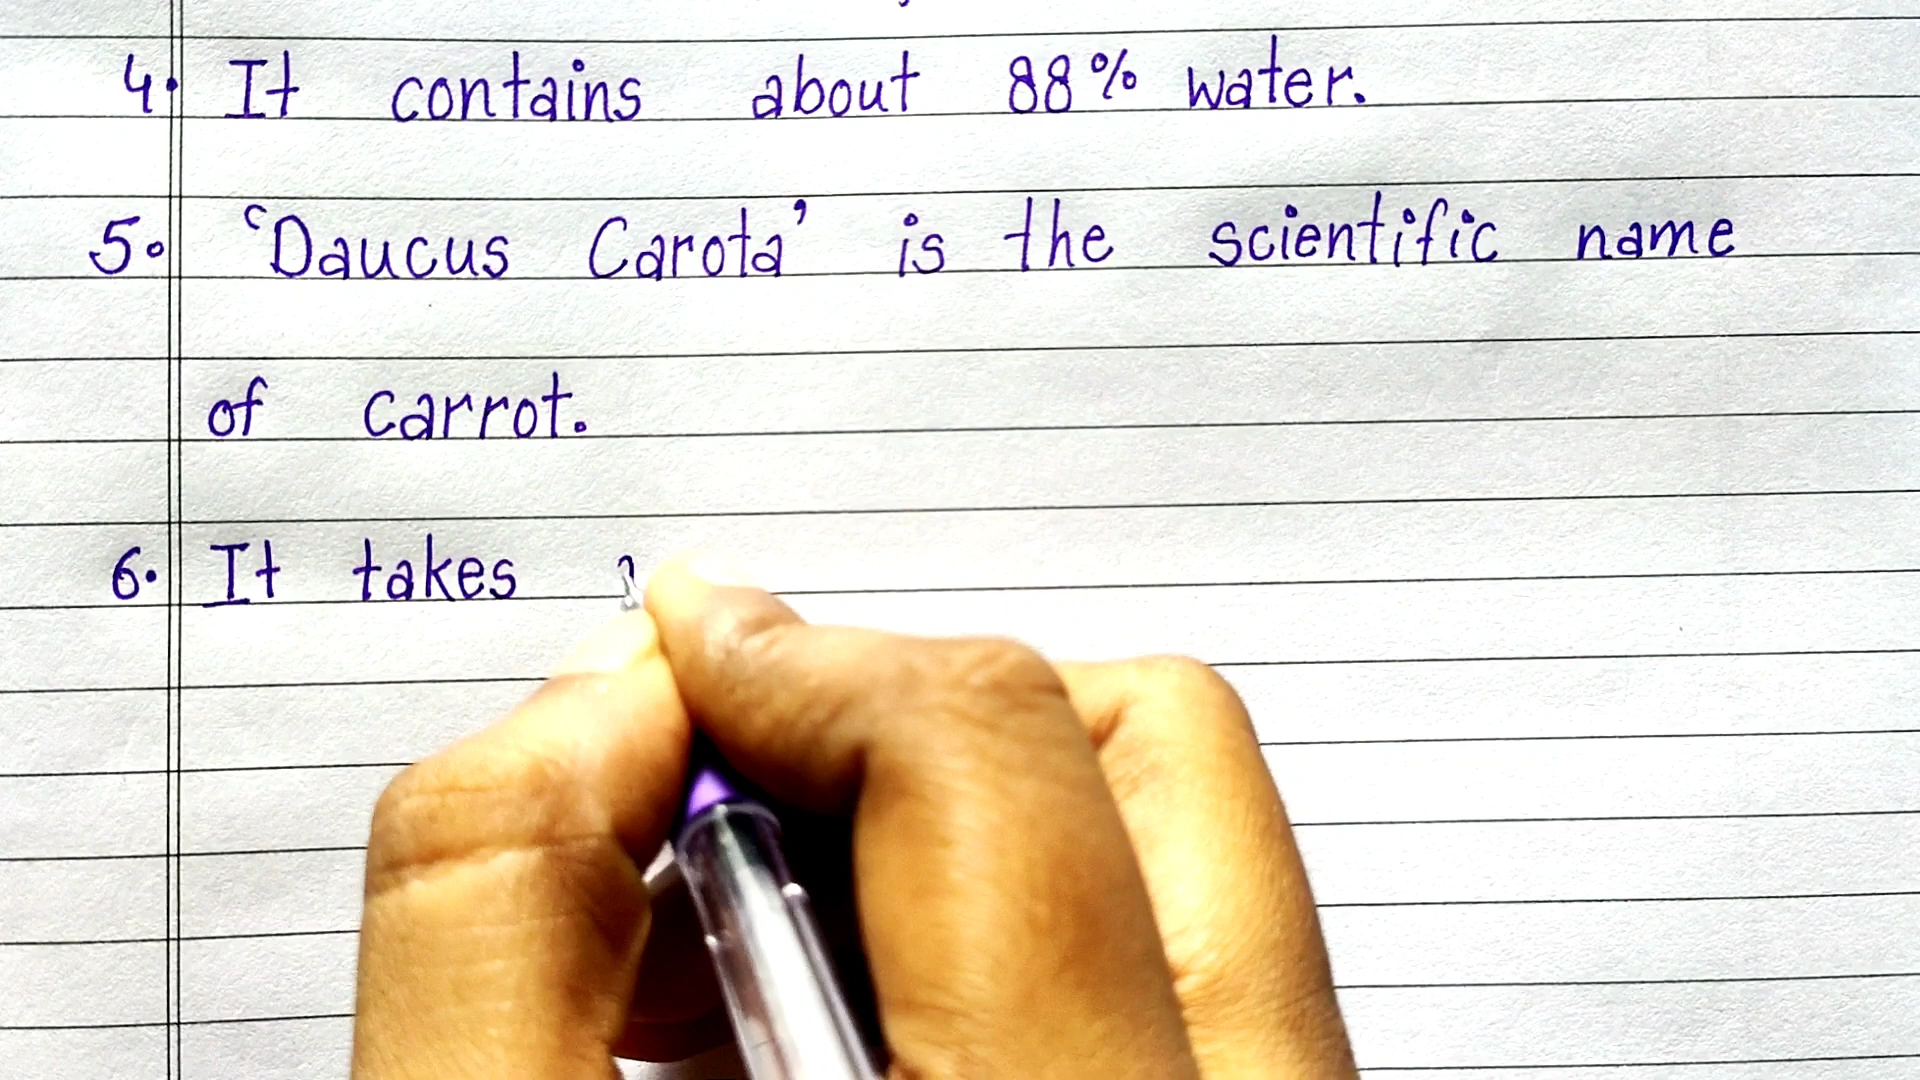 4. It contains about 88% water.
5. 'Daucus Carota' is the scientific name
of carrot.
6. It takes